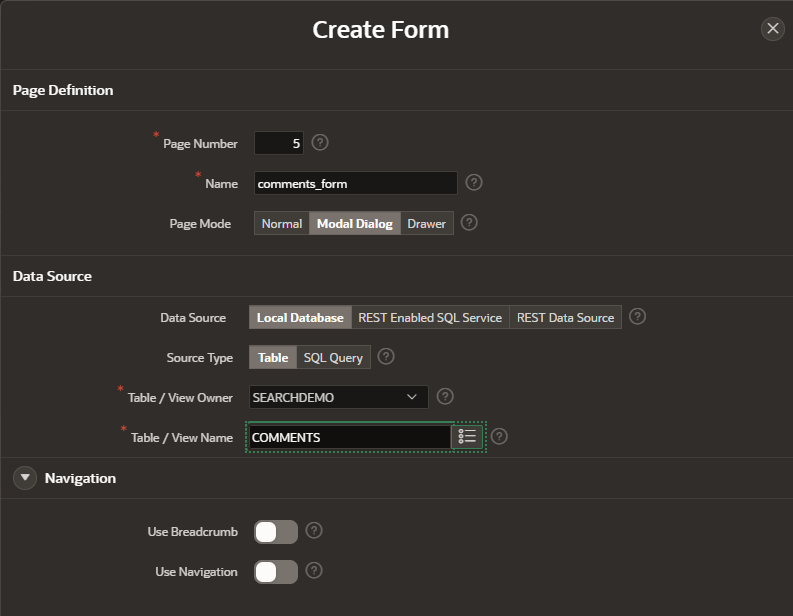 Create Form
Page Definition
* Page Number 5 ?
* Name comments_form ?
Page Mode Normal Modal Dialog Drawer ?
Data Source
Data Source Local Database REST Enabled SQL Service REST Data Source ?
Source Type Table SQL Query ?
* Table / View Owner SEARCHDEMO ?
* Table / View Name COMMENTS ?
Navigation
Use Breadcrumb ?
Use Navigation ?